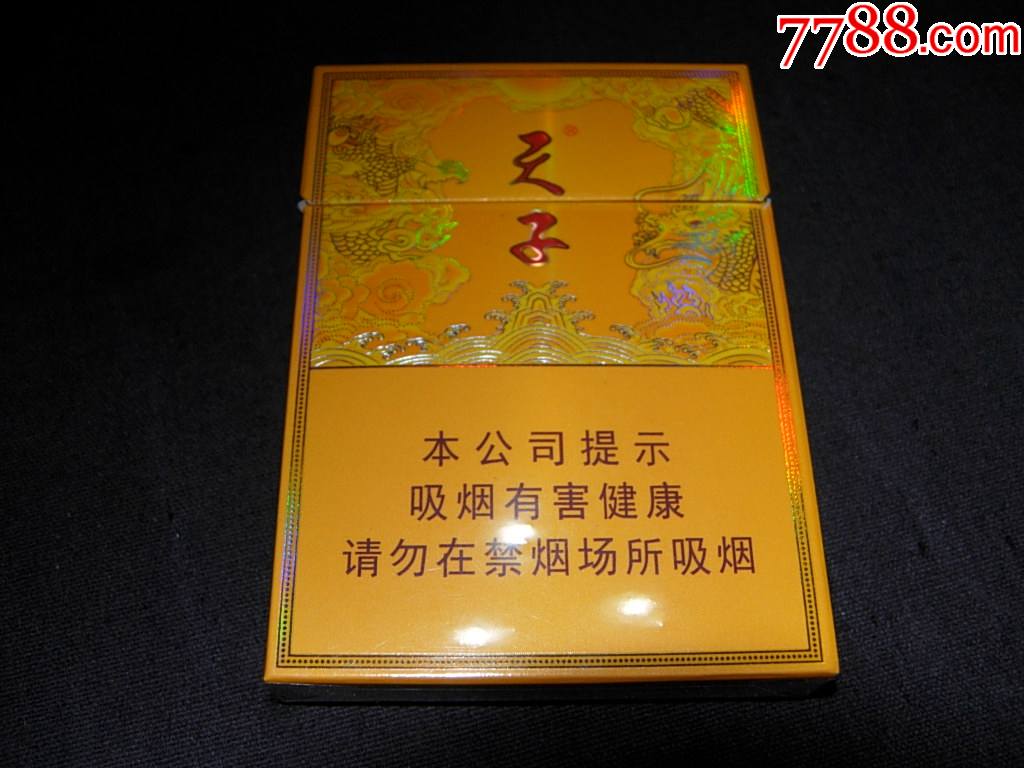 7788.com
天子®
本公司提示
吸烟有害健康
请勿在禁烟场所吸烟